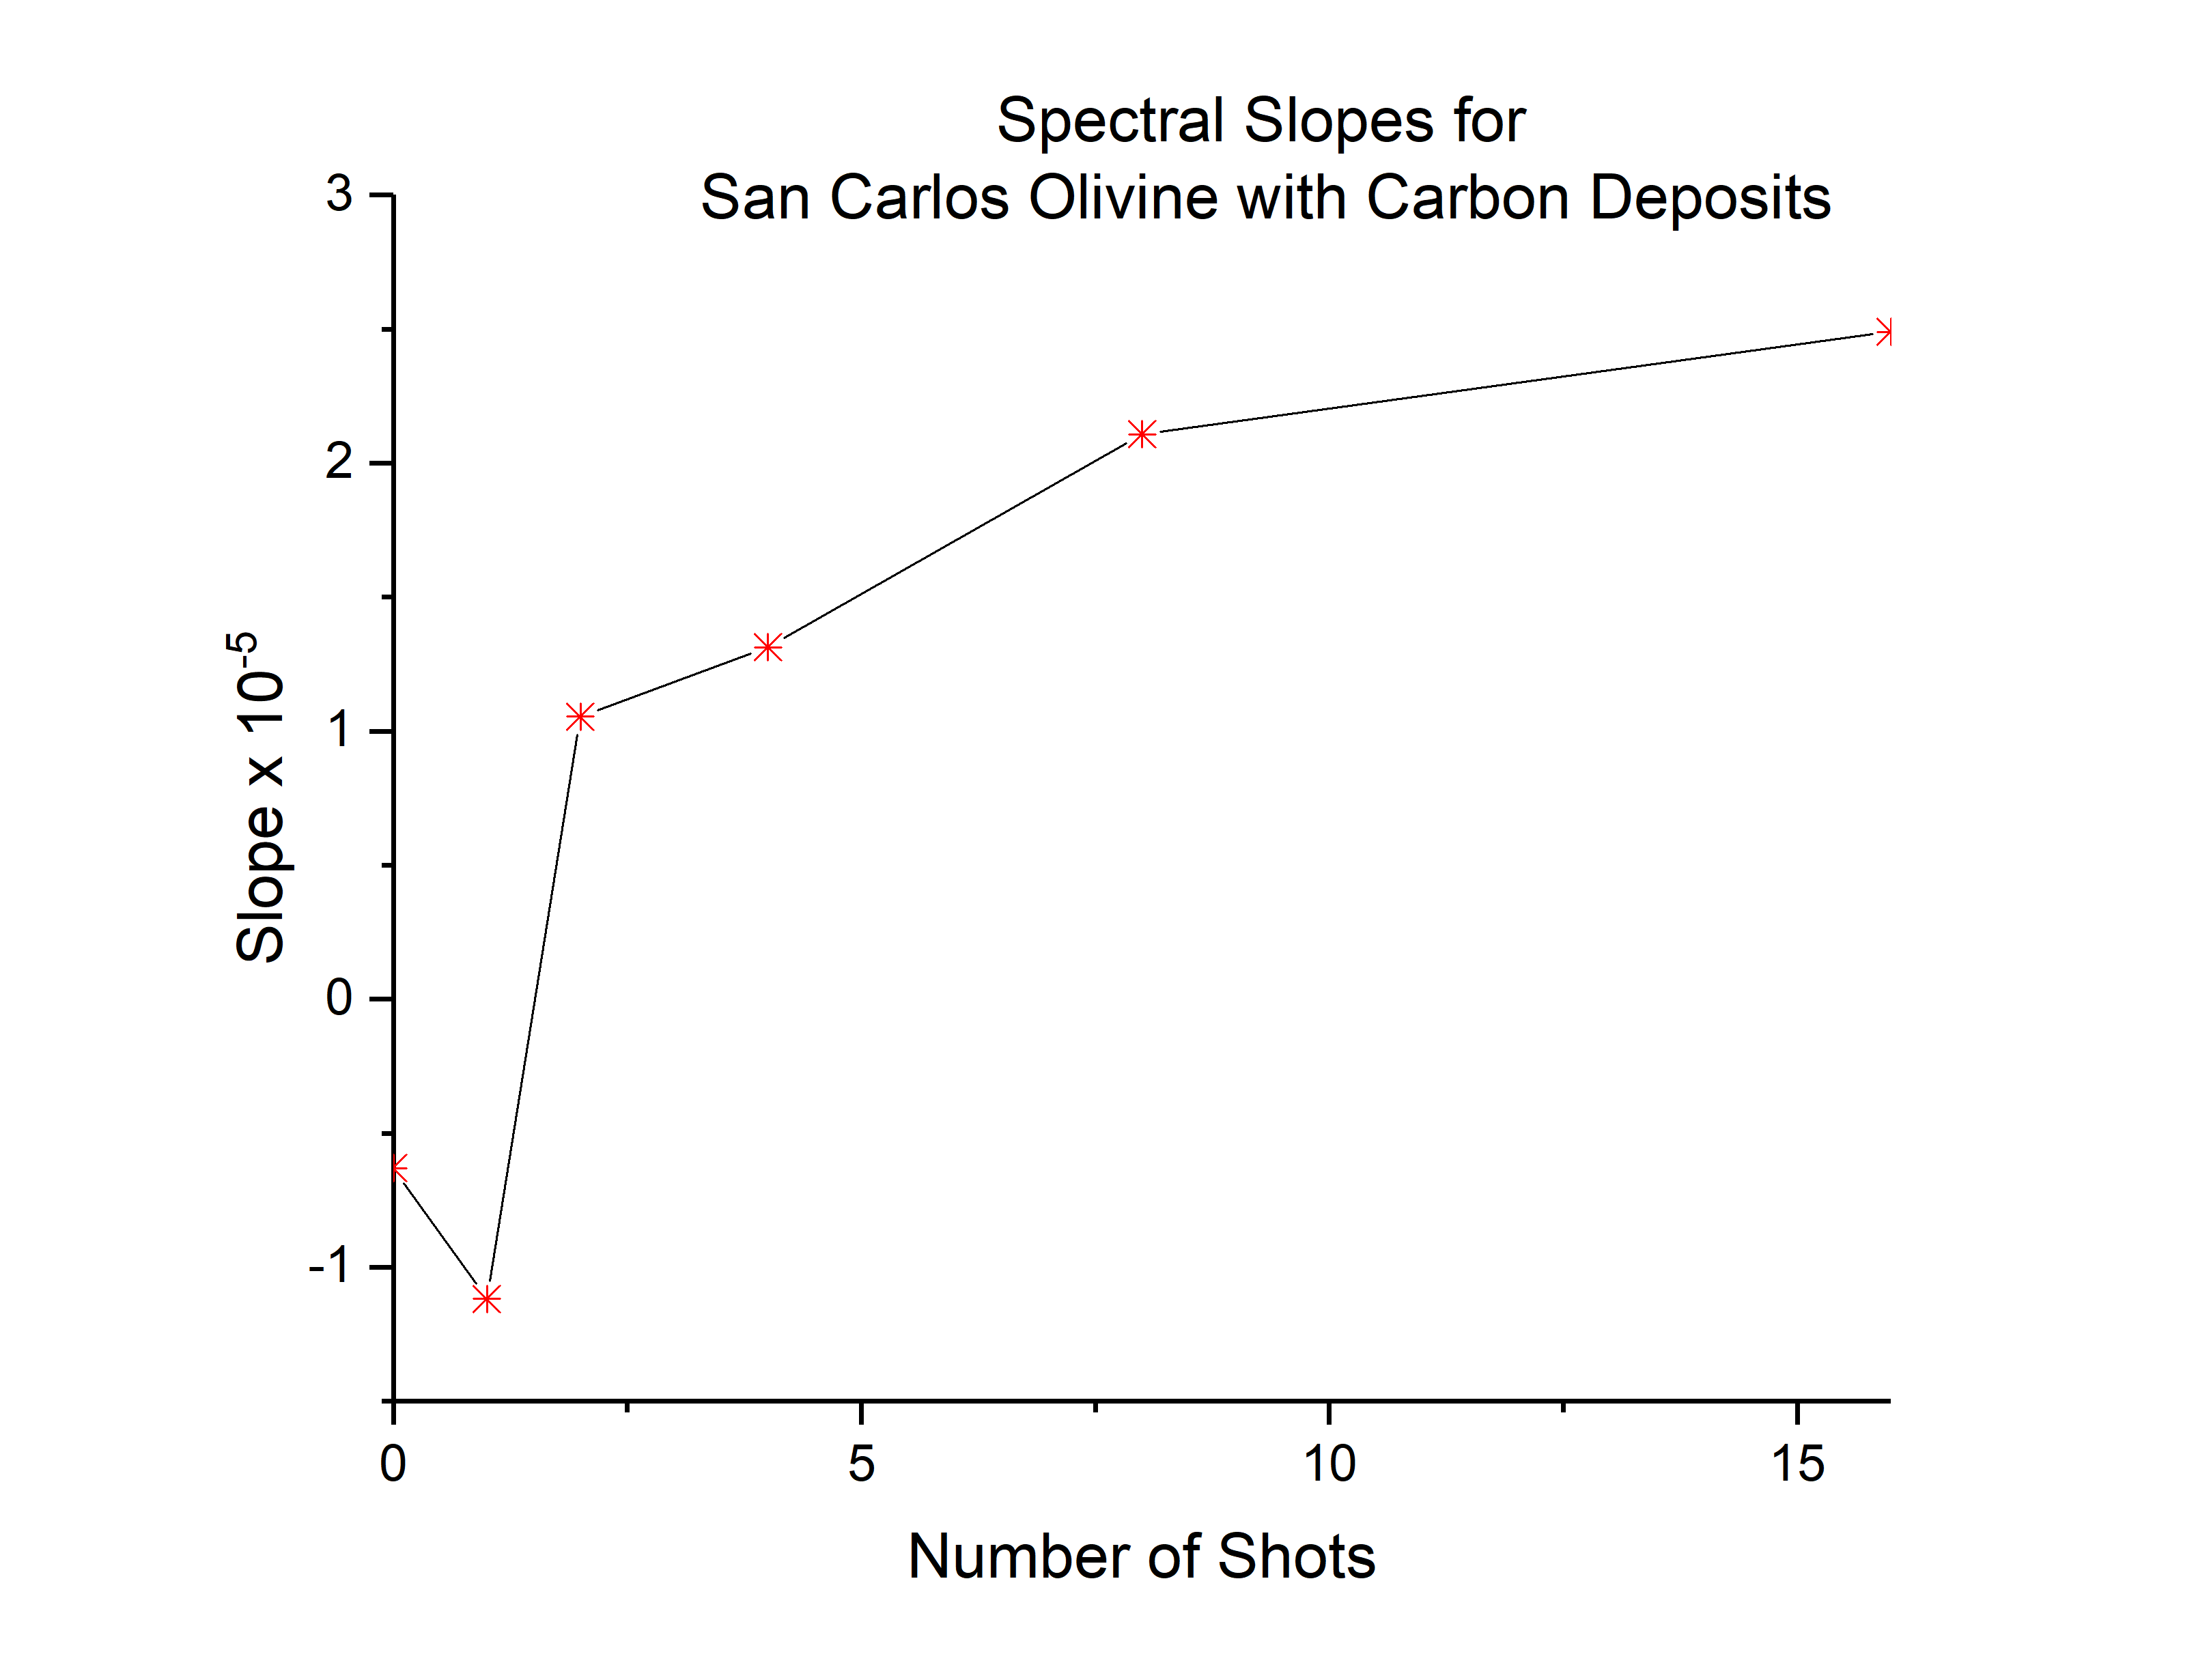 Spectral Slopes for
San Carlos Olivine with Carbon Deposits
3
2
1
0
-1
Slope x 10⁻⁵
0 5 10 15
Number of Shots